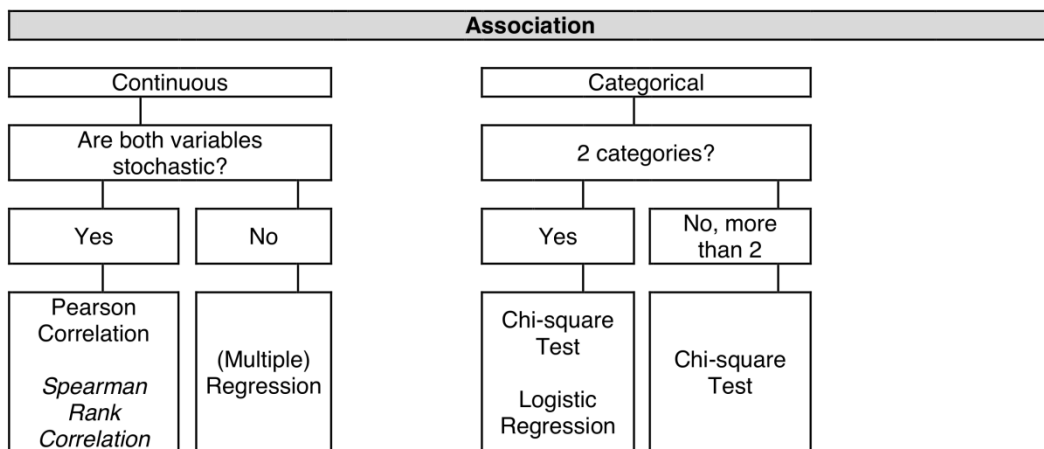 Association
Continuous
Categorical
Are both variables
stochastic?
2 categories?
Yes
No
Yes
No, more
than 2
Pearson
Correlation
Spearman
Rank
Correlation
(Multiple)
Regression
Chi-square
Test
Logistic
Regression
Chi-square
Test